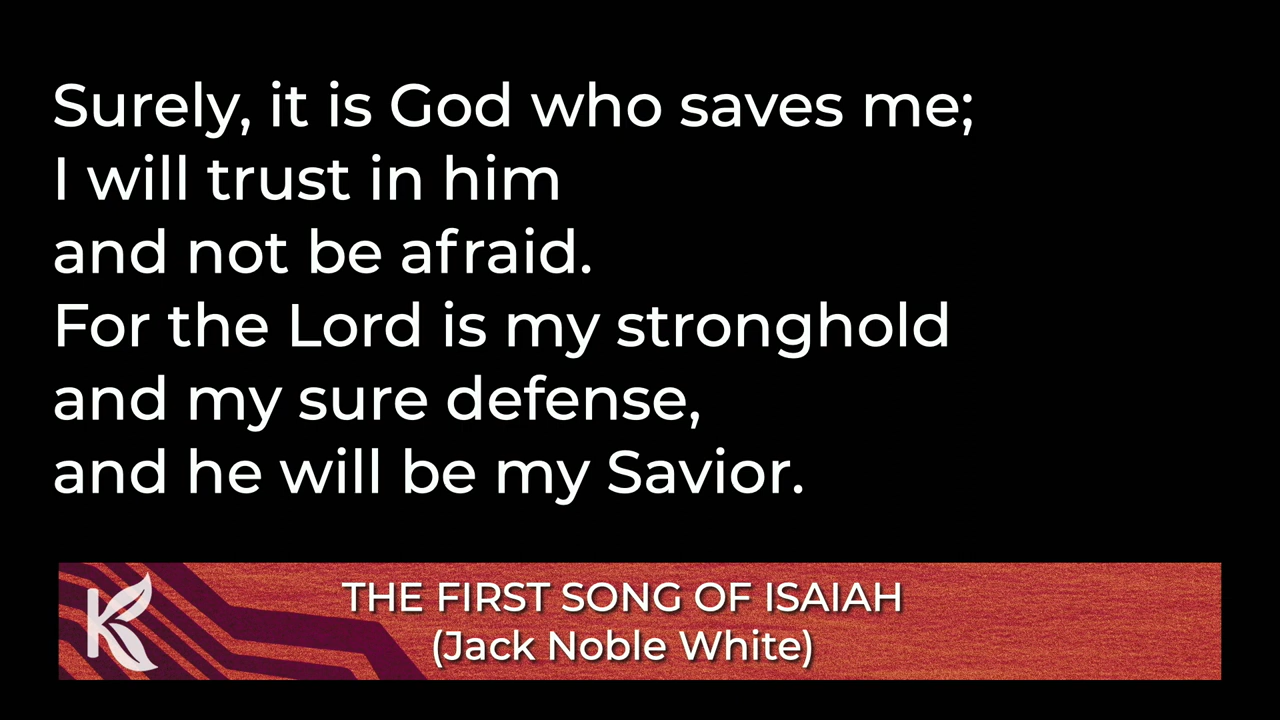 Surely, it is God who saves me;
I will trust in him
and not be afraid.
For the Lord is my stronghold
and my sure defense,
and he will be my Savior.
THE FIRST SONG OF ISAIAH
(Jack Noble White)
K